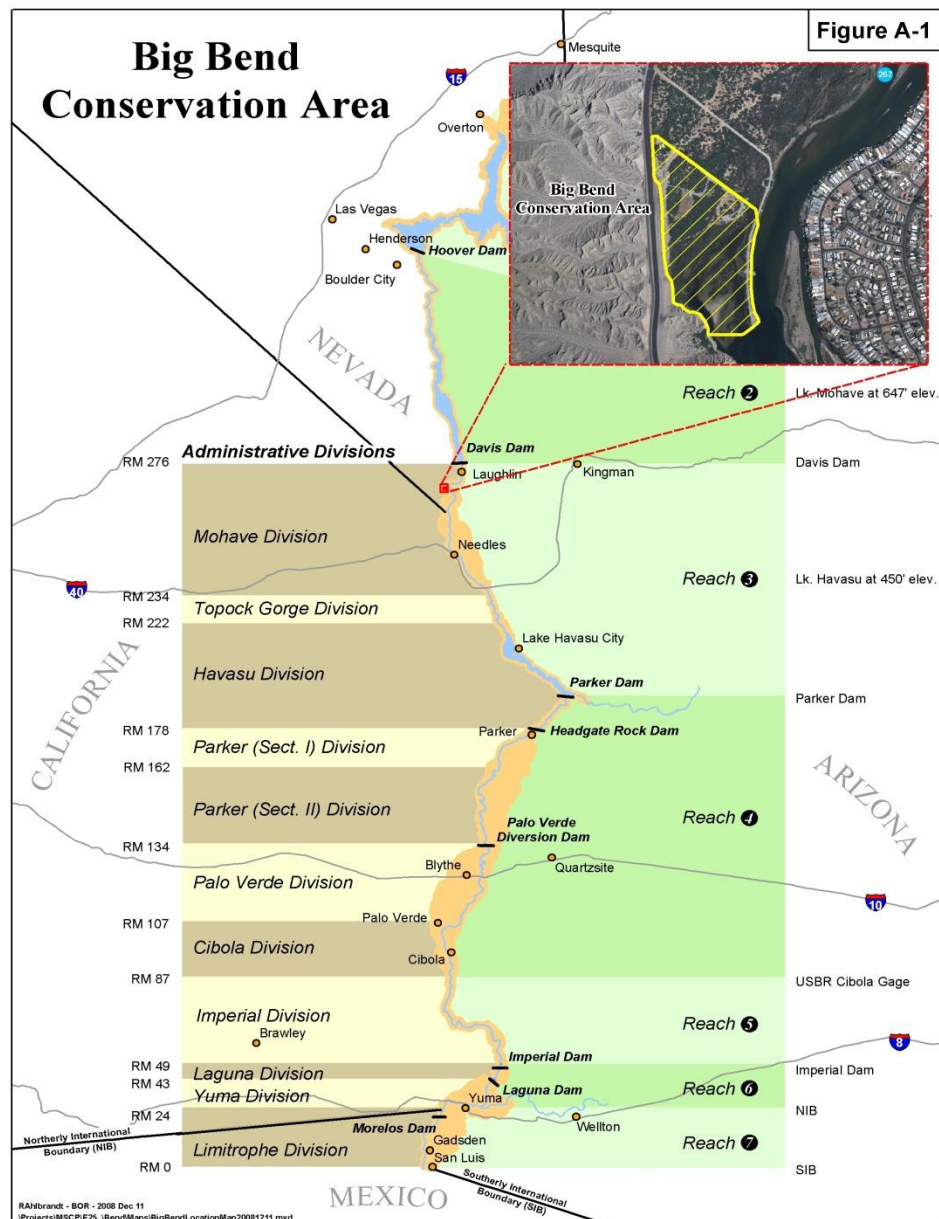 Figure A-1
Big Bend
Conservation Area
Mesquite
15
267
Overton
Big Bend
Conservation Area
Las Vegas
Henderson
Hoover Dam
Boulder City
NEVADA
Reach 2
Lk. Mohave at 647' elev.
Administrative Divisions
Davis Dam
RM 276
Laughlin
Kingman
Davis Dam
Mohave Division
Needles
Reach 3
Lk. Havasu at 450' elev.
40
RM 234
Topock Gorge Division
RM 222
Lake Havasu City
CALIFORNIA
Havasu Division
Parker Dam
Parker Dam
RM 178
Parker
Headgate Rock Dam
Parker (Sect. I) Division
RM 162
ARIZONA
Parker (Sect. II) Division
Palo Verde
Diversion Dam
Reach 4
RM 134
Blythe
Quartzsite
Palo Verde Division
10
RM 107
Palo Verde
Cibola Division
Cibola
RM 87
USBR Cibola Gage
Imperial Division
Reach 5
Brawley
8
Imperial Dam
RM 49
Laguna Division
Imperial Dam
RM 43
Laguna Dam
Reach 6
Yuma Division
Yuma
RM 24
Morelos Dam
Wellton
NIB
Northerly International
Boundary (NIB)
Limitrophe Division
Gadsden
Reach 7
San Luis
RM 0
SIB
MEXICO
Southerly International
Boundary (SIB)
RAhlbrandt - BOR - 2008 Dec 11